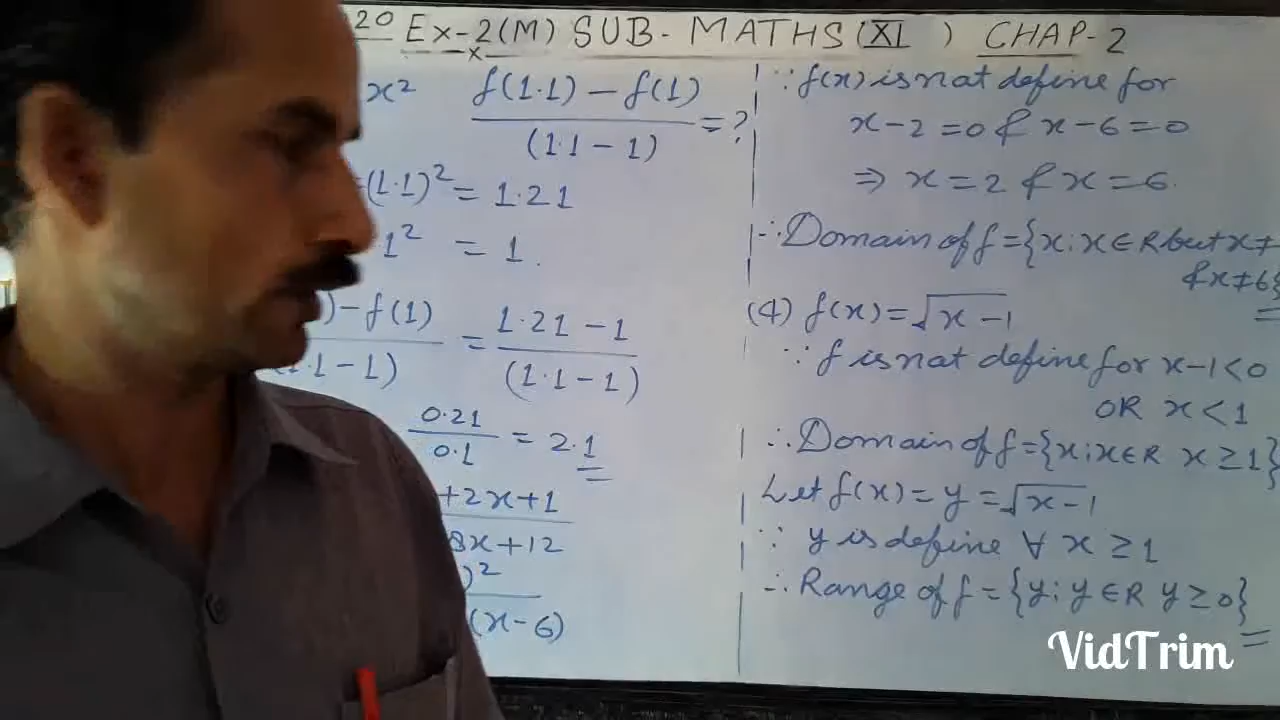 20 Ex-2(M) SUB- MATHS (XI) CHAP-2
x
x² f(1·1) - f(1) / (1·1 - 1) = ?
=(1·1)² = 1·21
1² = 1.
) - f(1) / 1·1 - 1) = 1·21 - 1 / (1·1 - 1)
0·21 / 0·1 = 2·1
+2x+1 / 8x+12
)² / (x-6)
∵ f(x) is not define for
x-2=0 & x-6=0
⇒ x=2 & x=6.
∴ Domain of f = {x: x∈R but x≠
& x≠6}
(4) f(x) = √x-1
∵ f is not define for x-1<0
OR x<1
∴ Domain of f = {x: x∈R x≥1}
Let f(x) = y = √x-1
∵ y is define ∀ x ≥ 1
∴ Range of f = {y: y∈R y≥0}
VidTrim